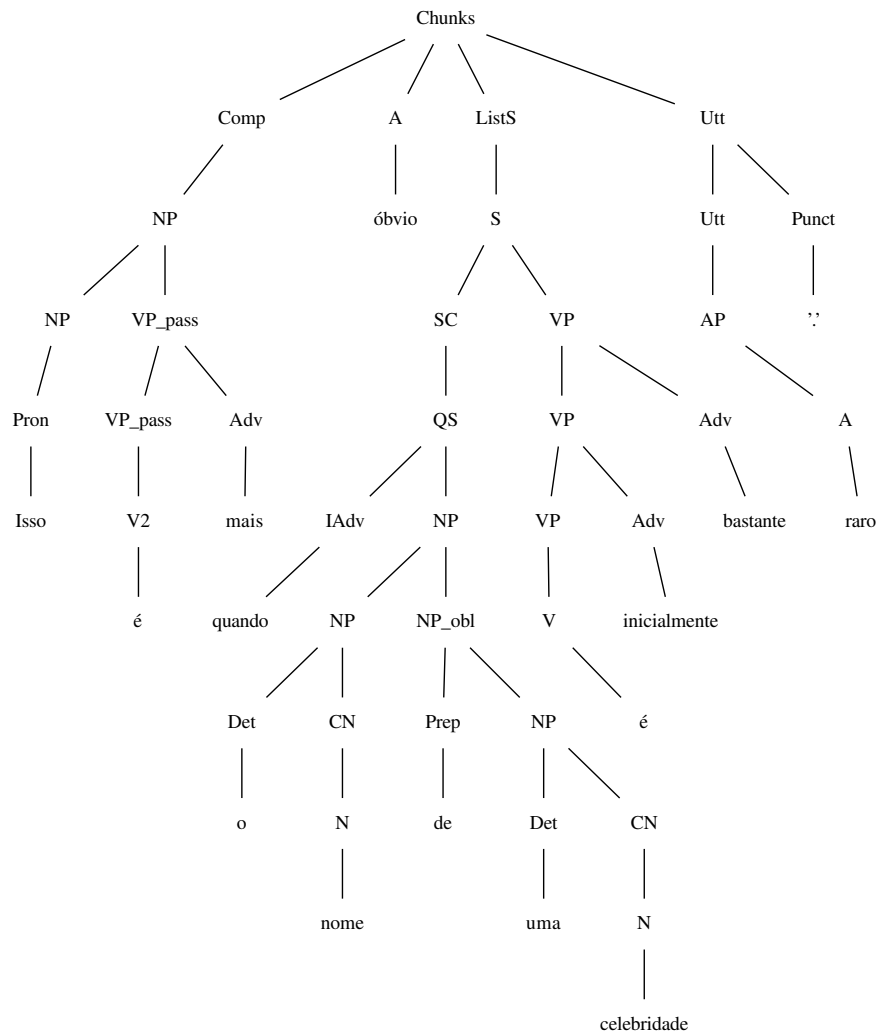 Chunks
Comp A ListS Utt
NP óbvio S Utt Punct
NP VP_pass SC VP AP '.'
Pron VP_pass Adv QS VP Adv A
Isso V2 mais IAdv NP VP Adv bastante raro
é quando NP NP_obl V inicialmente
Det CN Prep NP é
o N de Det CN
nome uma N
celebridade